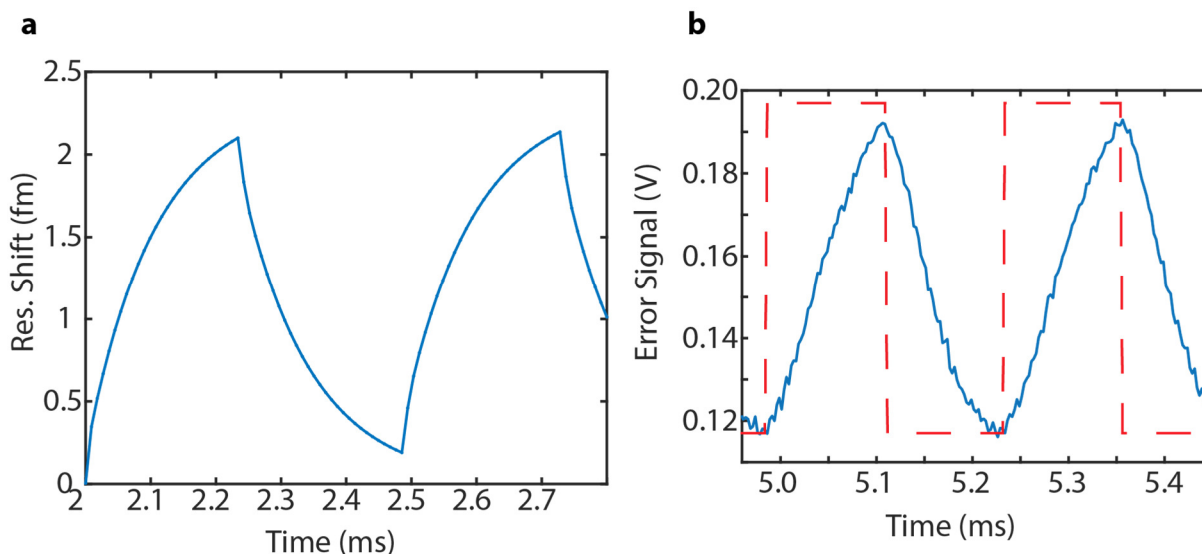 a
b
2.5
2
1.5
1
0.5
0
Res. Shift (fm)
2 2.1 2.2 2.3 2.4 2.5 2.6 2.7
Time (ms)
0.20
0.18
0.16
0.14
0.12
Error Signal (V)
5.0 5.1 5.2 5.3 5.4
Time (ms)